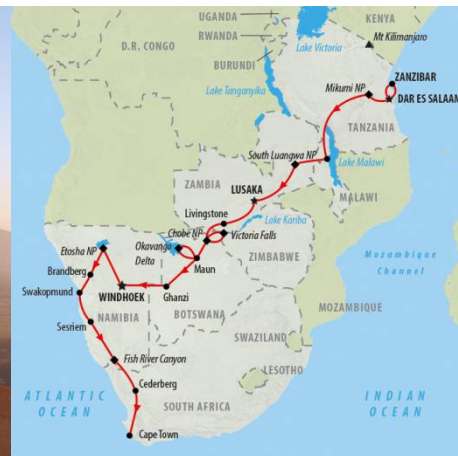 UGANDA
KENYA
RWANDA
Lake Victoria
Mt Kilimanjaro
D.R. CONGO
BURUNDI
Lake Tanganyika
Mikumi NP
ZANZIBAR
DAR ES SALAAM
TANZANIA
South Luangwa NP
Lake Malawi
ZAMBIA
LUSAKA
MALAWI
Livingstone
Lake Kariba
Chobe NP
Victoria Falls
Etosha NP
Okavango
Delta
Mozambique
Channel
Brandberg
Maun
ZIMBABWE
Swakopmund
WINDHOEK
Ghanzi
NAMIBIA
BOTSWANA
MOZAMBIQUE
Sesriem
SWAZILAND
Fish River Canyon
LESOTHO
Cederberg
ATLANTIC
OCEAN
SOUTH AFRICA
INDIAN
OCEAN
Cape Town